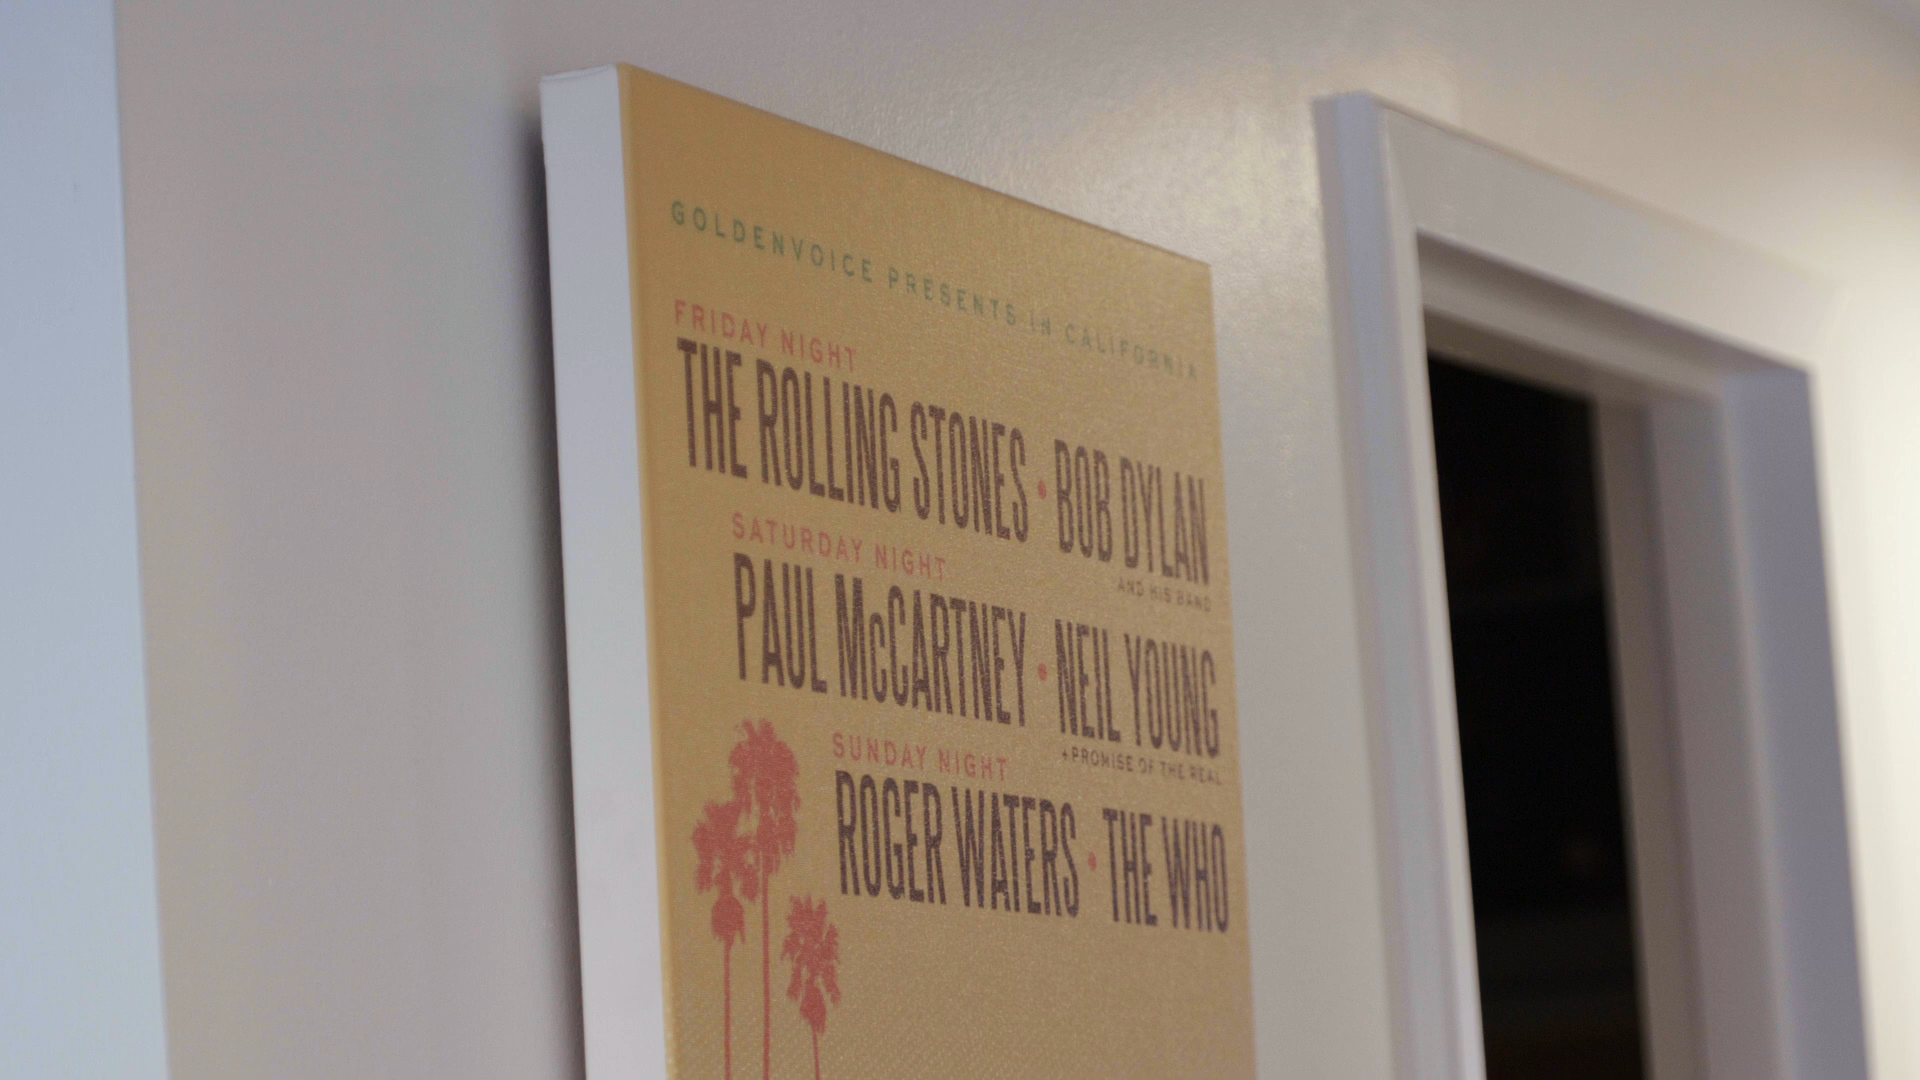 GOLDENVOICE PRESENTS IN CALIFORNIA
FRIDAY NIGHT
THE ROLLING STONES • BOB DYLAN
AND HIS BAND
SATURDAY NIGHT
PAUL McCARTNEY • NEIL YOUNG
+PROMISE OF THE REAL
SUNDAY NIGHT
ROGER WATERS • THE WHO